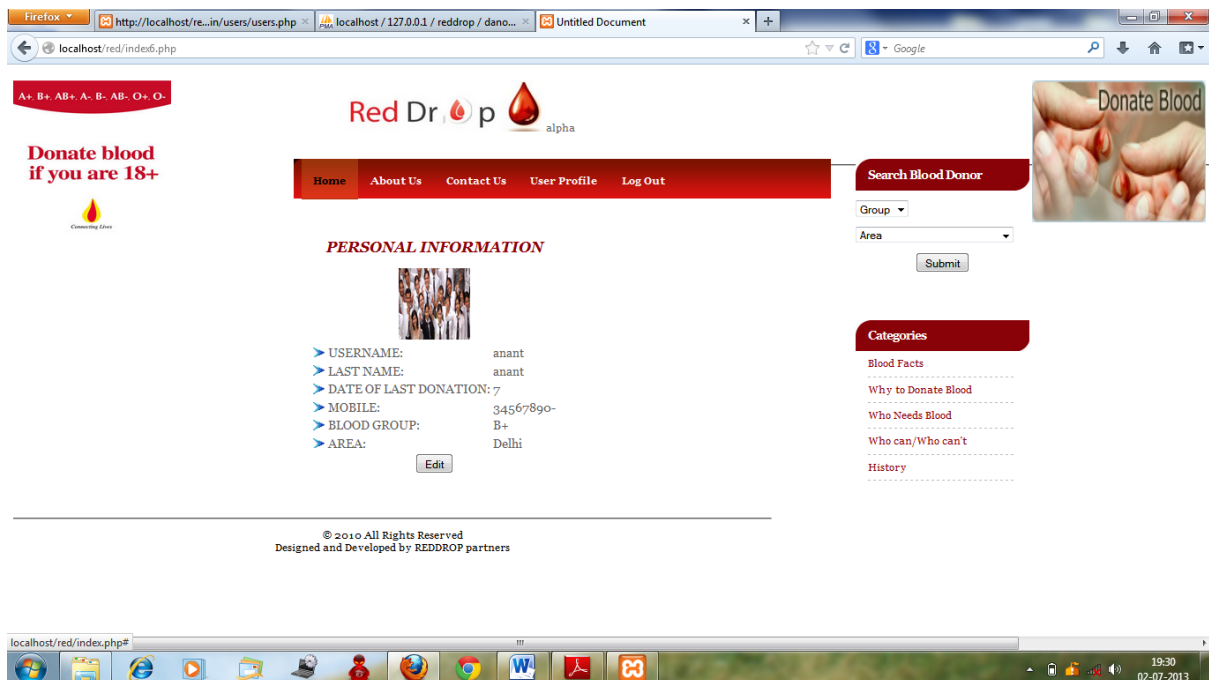 Firefox
http://localhost/re...in/users/users.php
localhost / 127.0.0.1 / reddrop / dano...
Untitled Document
localhost/red/index6.php
Google
A+, B+, AB+, A-, B-, AB-, O+, O-
Donate blood
if you are 18+
Connecting Lives
Red Dr p
alpha
Donate Blood
Home About Us Contact Us User Profile Log Out
Search Blood Donor
Group
Area
Submit
PERSONAL INFORMATION
USERNAME: anant
LAST NAME: anant
DATE OF LAST DONATION: 7
MOBILE: 34567890-
BLOOD GROUP: B+
AREA: Delhi
Edit
Categories
Blood Facts
Why to Donate Blood
Who Needs Blood
Who can/Who can't
History
© 2010 All Rights Reserved
Designed and Developed by REDDROP partners
localhost/red/index.php#
19:30
02-07-2013